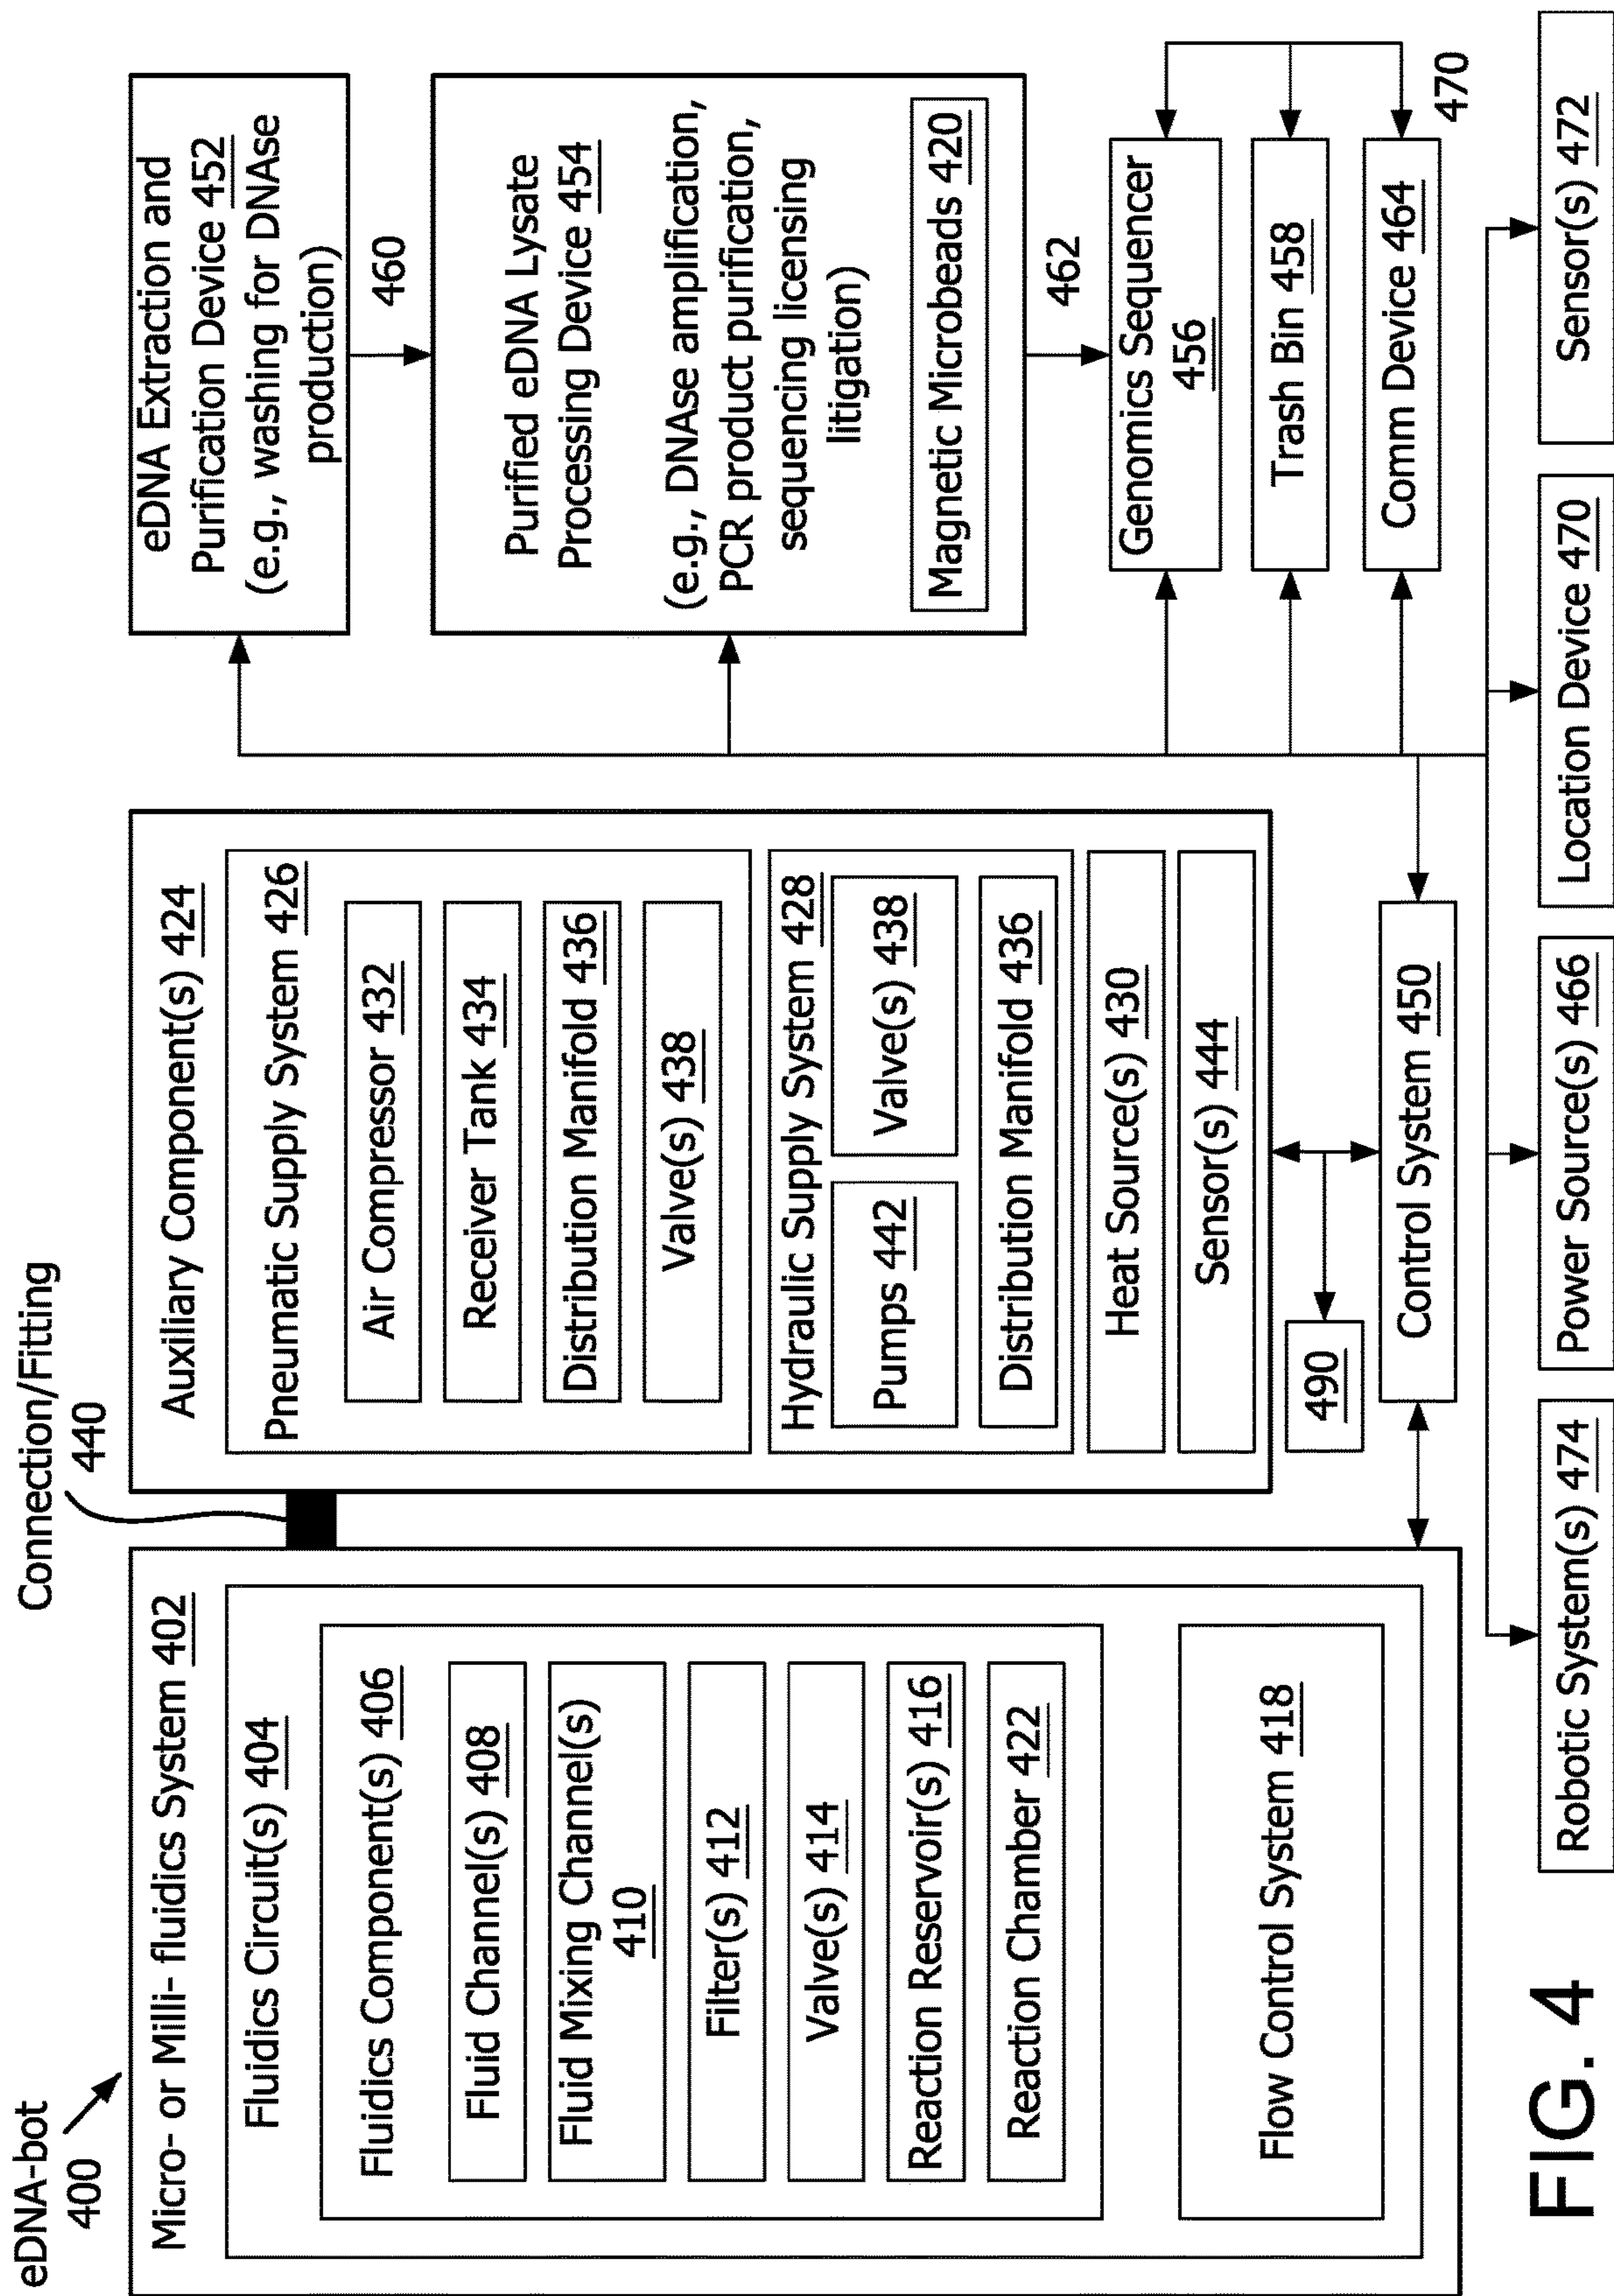 eDNA-bot
400
Micro- or Milli- fluidics System 402
Fluidics Circuit(s) 404
Fluidics Component(s) 406
Fluid Channel(s) 408
Fluid Mixing Channel(s)
410
Filter(s) 412
Valve(s) 414
Reaction Reservoir(s) 416
Reaction Chamber 422
Flow Control System 418
Connection/Fitting
440
Auxiliary Component(s) 424
Pneumatic Supply System 426
Air Compressor 432
Receiver Tank 434
Distribution Manifold 436
Valve(s) 438
Hydraulic Supply System 428
Pumps 442
Valve(s) 438
Distribution Manifold 436
Heat Source(s) 430
Sensor(s) 444
490
Control System 450
eDNA Extraction and
Purification Device 452
(e.g., washing for DNAse
production)
460
Purified eDNA Lysate
Processing Device 454
(e.g., DNAse amplification,
PCR product purification,
sequencing licensing
litigation)
Magnetic Microbeads 420
462
Genomics Sequencer
456
Trash Bin 458
Comm Device 464
470
Robotic System(s) 474
Power Source(s) 466
Location Device 470
Sensor(s) 472
FIG. 4